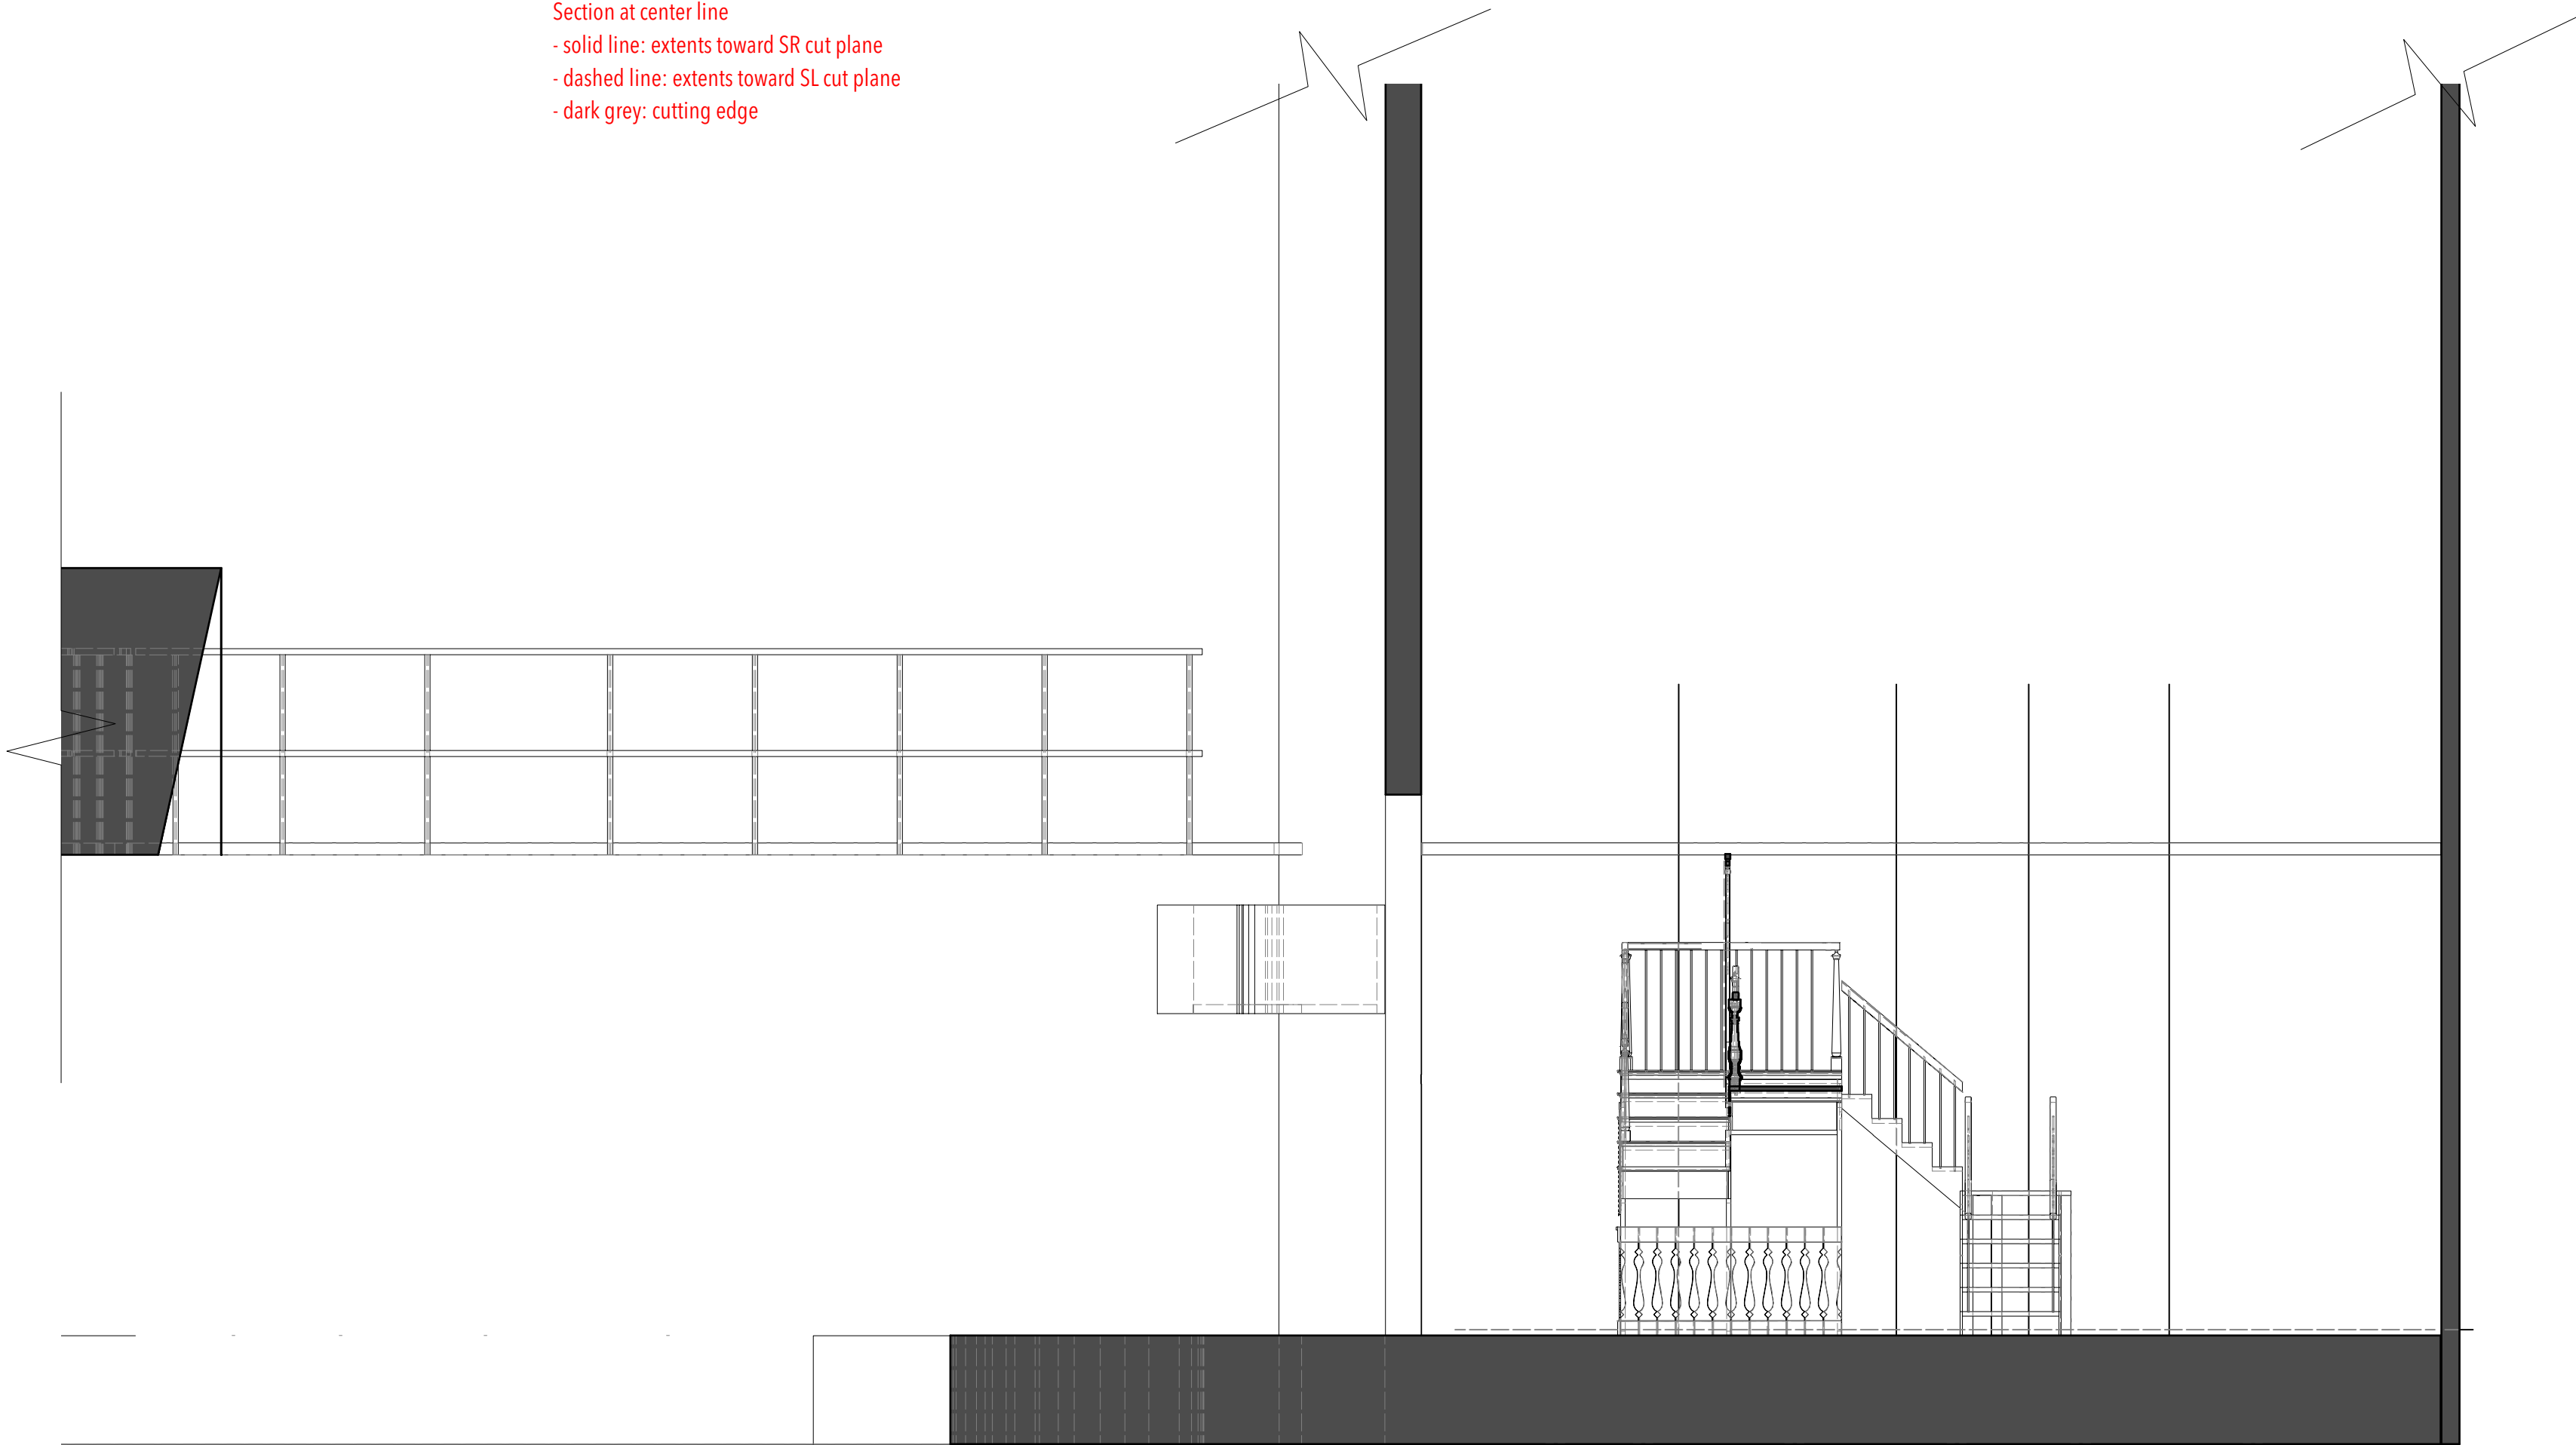 Section at center line
- solid line: extents toward SR cut plane
- dashed line: extents toward SL cut plane
- dark grey: cutting edge